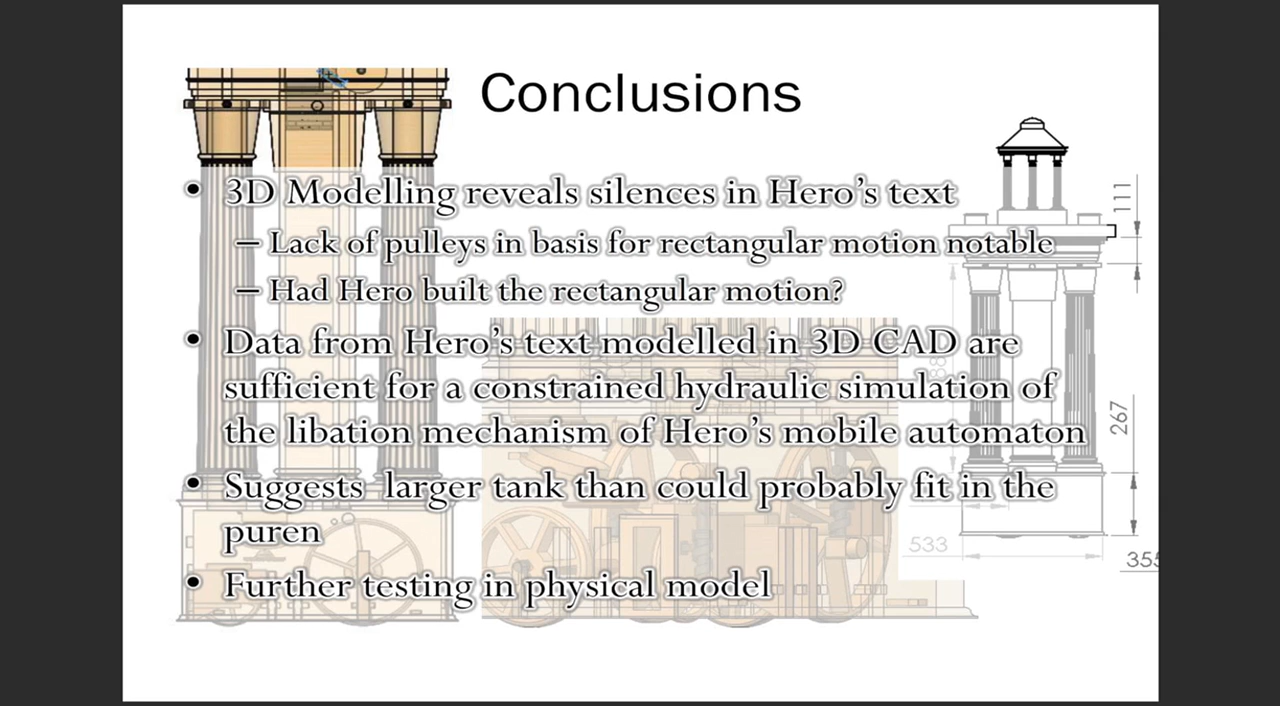 Conclusions
• 3D Modelling reveals silences in Hero's text
– Lack of pulleys in basis for rectangular motion notable
– Had Hero built the rectangular motion?
• Data from Hero's text modelled in 3D CAD are
sufficient for a constrained hydraulic simulation of
the libation mechanism of Hero's mobile automaton
• Suggests larger tank than could probably fit in the
puren
• Further testing in physical model
111
267
533
355